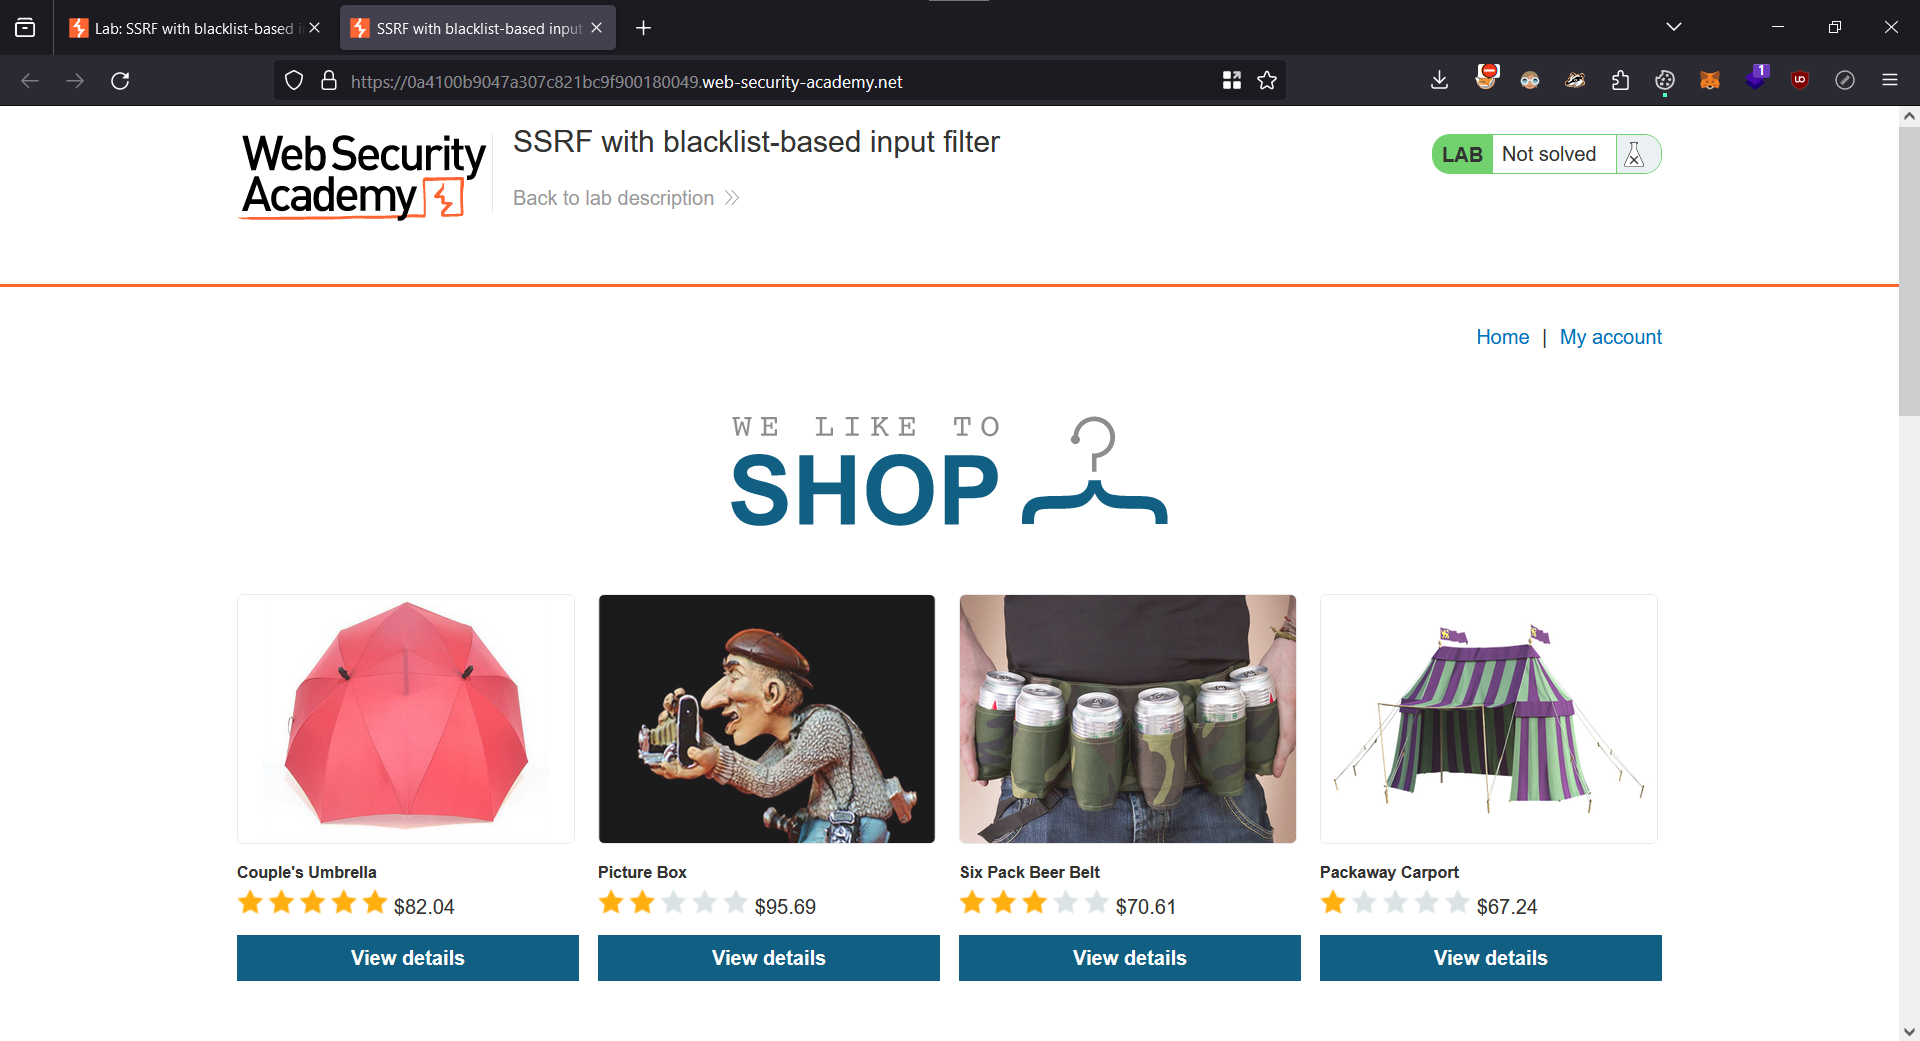 Lab: SSRF with blacklist-based i
SSRF with blacklist-based input
https://0a4100b9047a307c821bc9f900180049.web-security-academy.net
1
Web Security
Academy
SSRF with blacklist-based input filter
Back to lab description
LAB Not solved
Home | My account
WE LIKE TO
SHOP
Couple's Umbrella
$82.04
View details
Picture Box
$95.69
View details
Six Pack Beer Belt
$70.61
View details
Packaway Carport
$67.24
View details